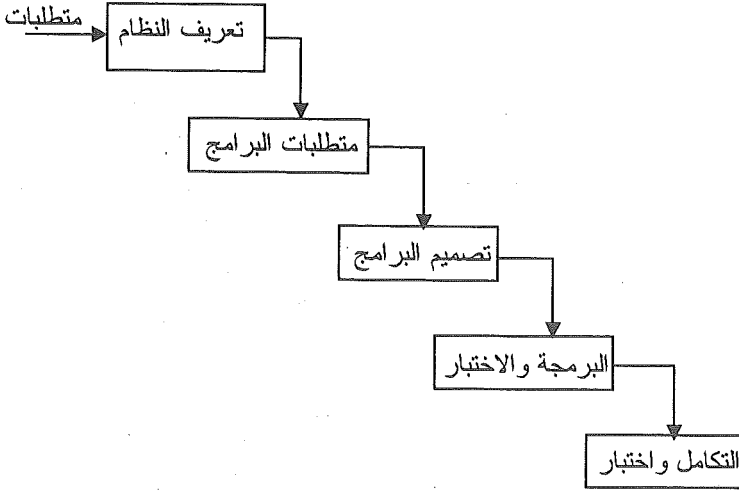 متطلبات
تعريف النظام
متطلبات البرامج
تصميم البرامج
البرمجة والاختبار
التكامل واختبار